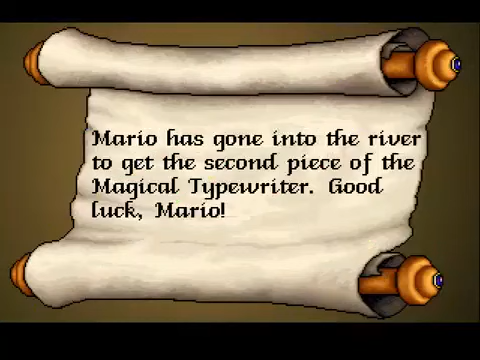 Mario has gone into the river
to get the second piece of the
Magical Typewriter. Good
luck, Mario!